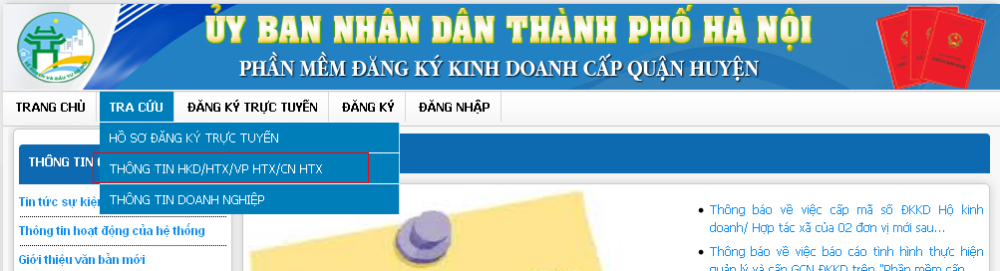 ỦY BAN NHÂN DÂN THÀNH PHỐ HÀ NỘI
PHẦN MỀM ĐĂNG KÝ KINH DOANH CẤP QUẬN HUYỆN
TRANG CHỦ TRA CỨU ĐĂNG KÝ TRỰC TUYẾN ĐĂNG KÝ ĐĂNG NHẬP
HỒ SƠ ĐĂNG KÝ TRỰC TUYẾN
THÔNG TIN HKD/HTX/VP HTX/CN HTX
THÔNG TIN DOANH NGHIỆP
THÔNG TIN
Tin tức sự kiện
Thông tin hoạt động của hệ thống
Giới thiệu văn bản mới
Thông báo về việc cấp mã số ĐKKD Hộ kinh
doanh/ Hợp tác xã của 02 đơn vị mới sau...
Thông báo về việc báo cáo tình hình thực hiện
quản lý và cấp GCN ĐKKD trên "Phần mềm cấp